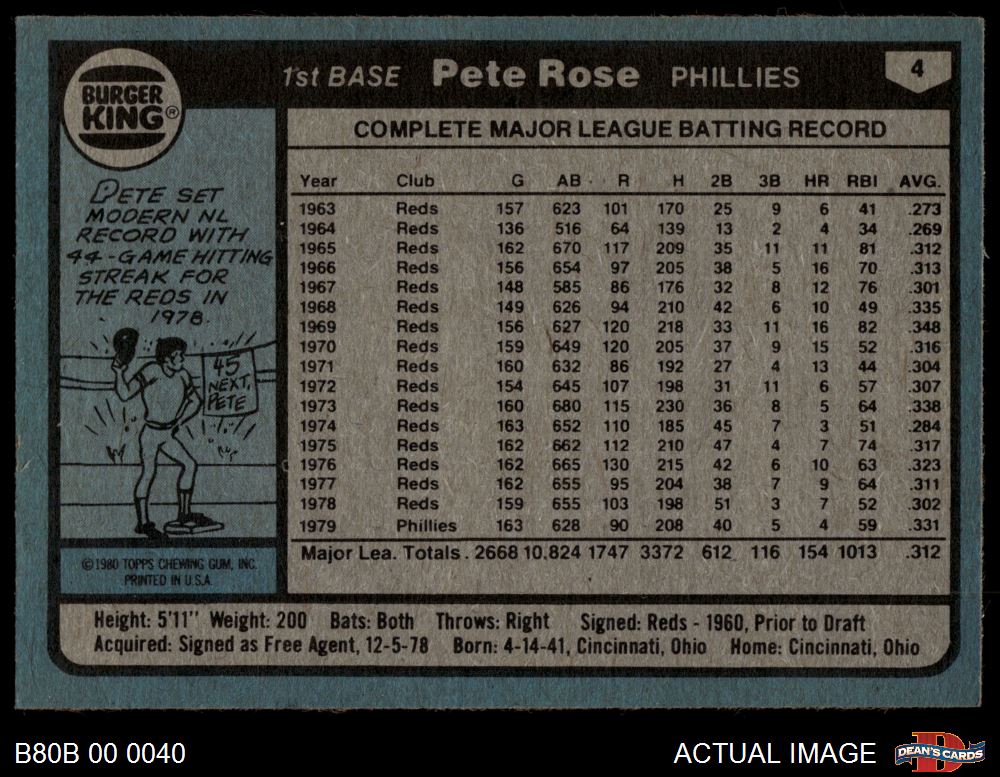 BURGER
KING®
1st BASE Pete Rose PHILLIES
4
COMPLETE MAJOR LEAGUE BATTING RECORD
Year Club G AB R H 2B 3B HR RBI AVG.
1963 Reds 157 623 101 170 25 9 6 41 .273
1964 Reds 136 516 64 139 13 2 4 34 .269
1965 Reds 162 670 117 209 35 11 11 81 .312
1966 Reds 156 654 97 205 38 5 16 70 .313
1967 Reds 148 585 86 176 32 8 12 76 .301
1968 Reds 149 626 94 210 42 6 10 49 .335
1969 Reds 156 627 120 218 33 11 16 82 .348
1970 Reds 159 649 120 205 37 9 15 52 .316
1971 Reds 160 632 86 192 27 4 13 44 .304
1972 Reds 154 645 107 198 31 11 6 57 .307
1973 Reds 160 680 115 230 36 8 5 64 .338
1974 Reds 163 652 110 185 45 7 3 51 .284
1975 Reds 162 662 112 210 47 4 7 74 .317
1976 Reds 162 665 130 215 42 6 10 63 .323
1977 Reds 162 655 95 204 38 7 9 64 .311
1978 Reds 159 655 103 198 51 3 7 52 .302
1979 Phillies 163 628 90 208 40 5 4 59 .331
Major Lea. Totals . 2668 10,824 1747 3372 612 116 154 1013 .312
PETE SET
MODERN NL
RECORD WITH
44-GAME HITTING
STREAK FOR
THE REDS IN
1978.
45
NEXT,
PETE
©1980 TOPPS CHEWING GUM, INC.
PRINTED IN U.S.A.
Height: 5'11" Weight: 200 Bats: Both Throws: Right Signed: Reds - 1960, Prior to Draft
Acquired: Signed as Free Agent, 12-5-78 Born: 4-14-41, Cincinnati, Ohio Home: Cincinnati, Ohio
B80B 00 0040
ACTUAL IMAGE
D
DEAN'S CARDS